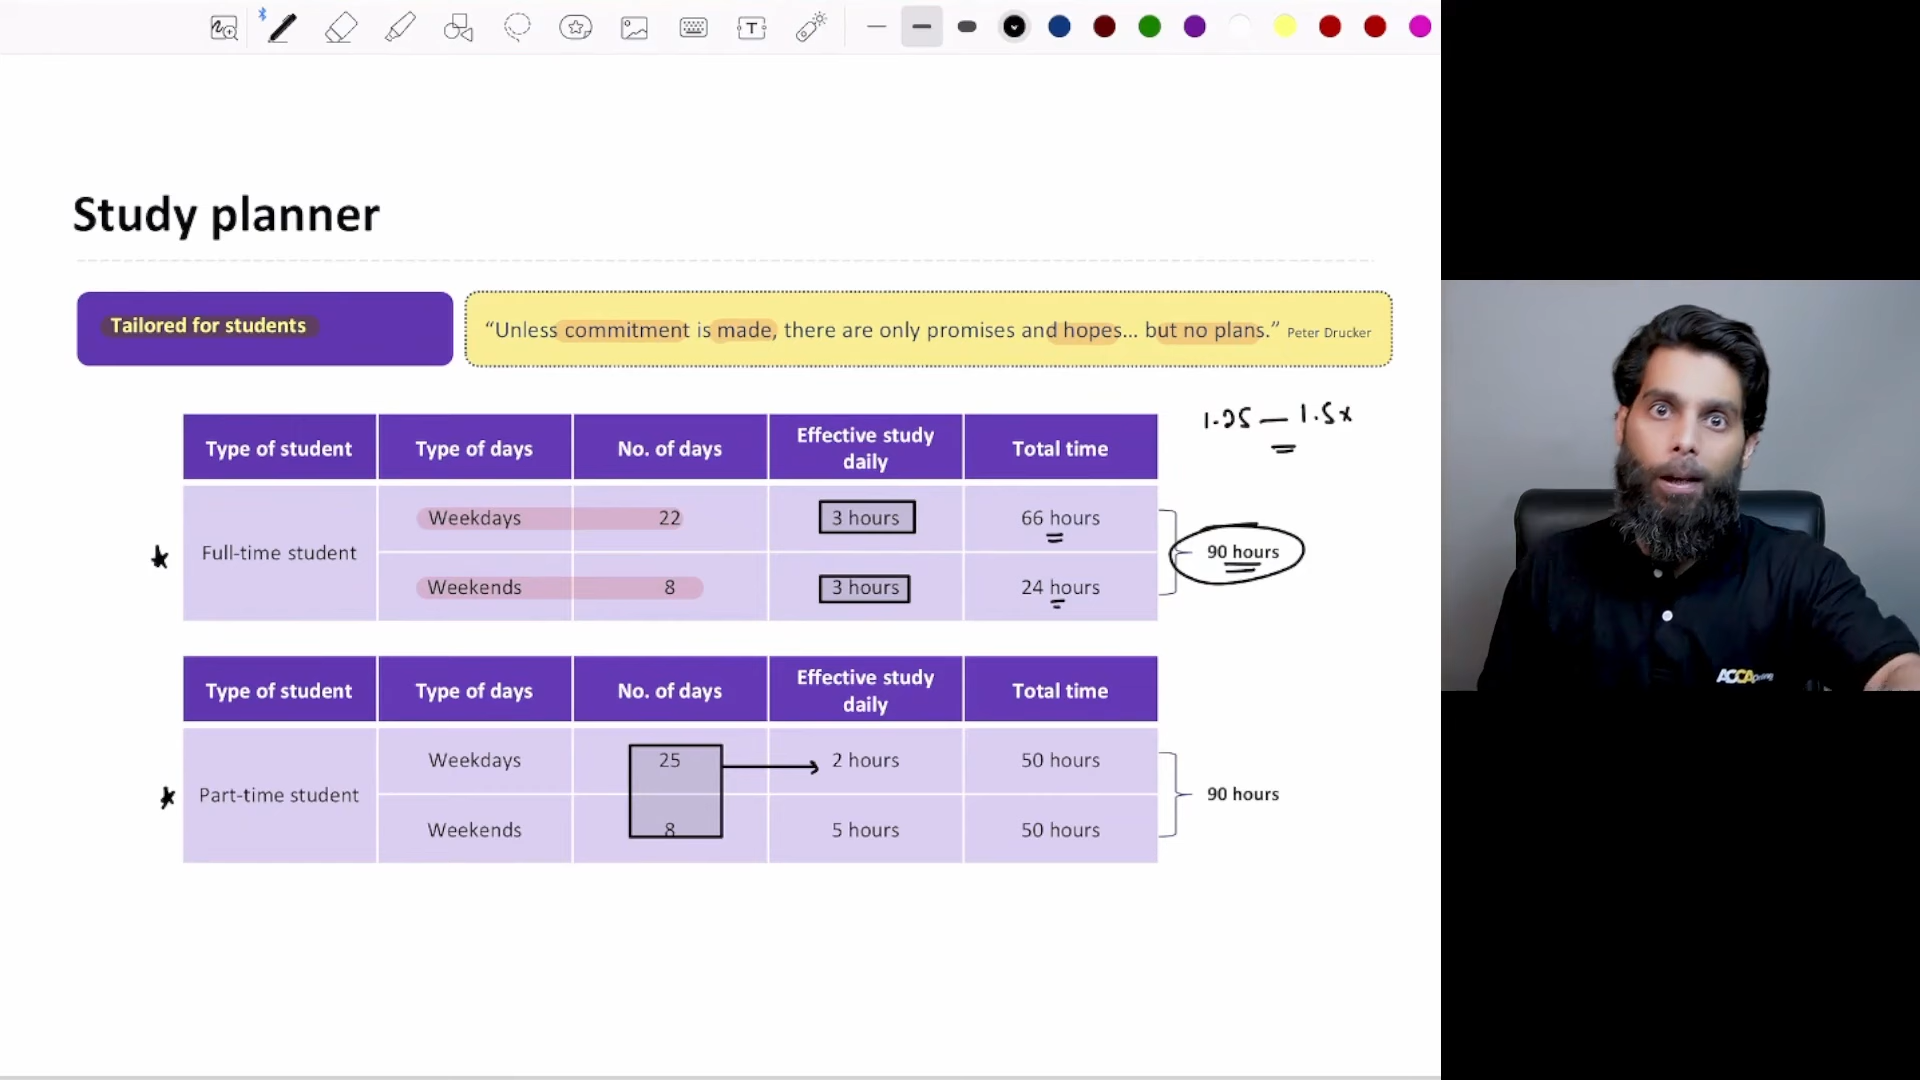 Study planner
Tailored for students
“Unless commitment is made, there are only promises and hopes... but no plans.” Peter Drucker
1.25 — 1.5x
Type of student Type of days No. of days Effective study daily Total time
Full-time student
Weekdays 22 3 hours 66 hours
Weekends 8 3 hours 24 hours
90 hours
Type of student Type of days No. of days Effective study daily Total time
Part-time student
Weekdays 25 2 hours 50 hours
Weekends 8 5 hours 50 hours
90 hours
T
ACCA